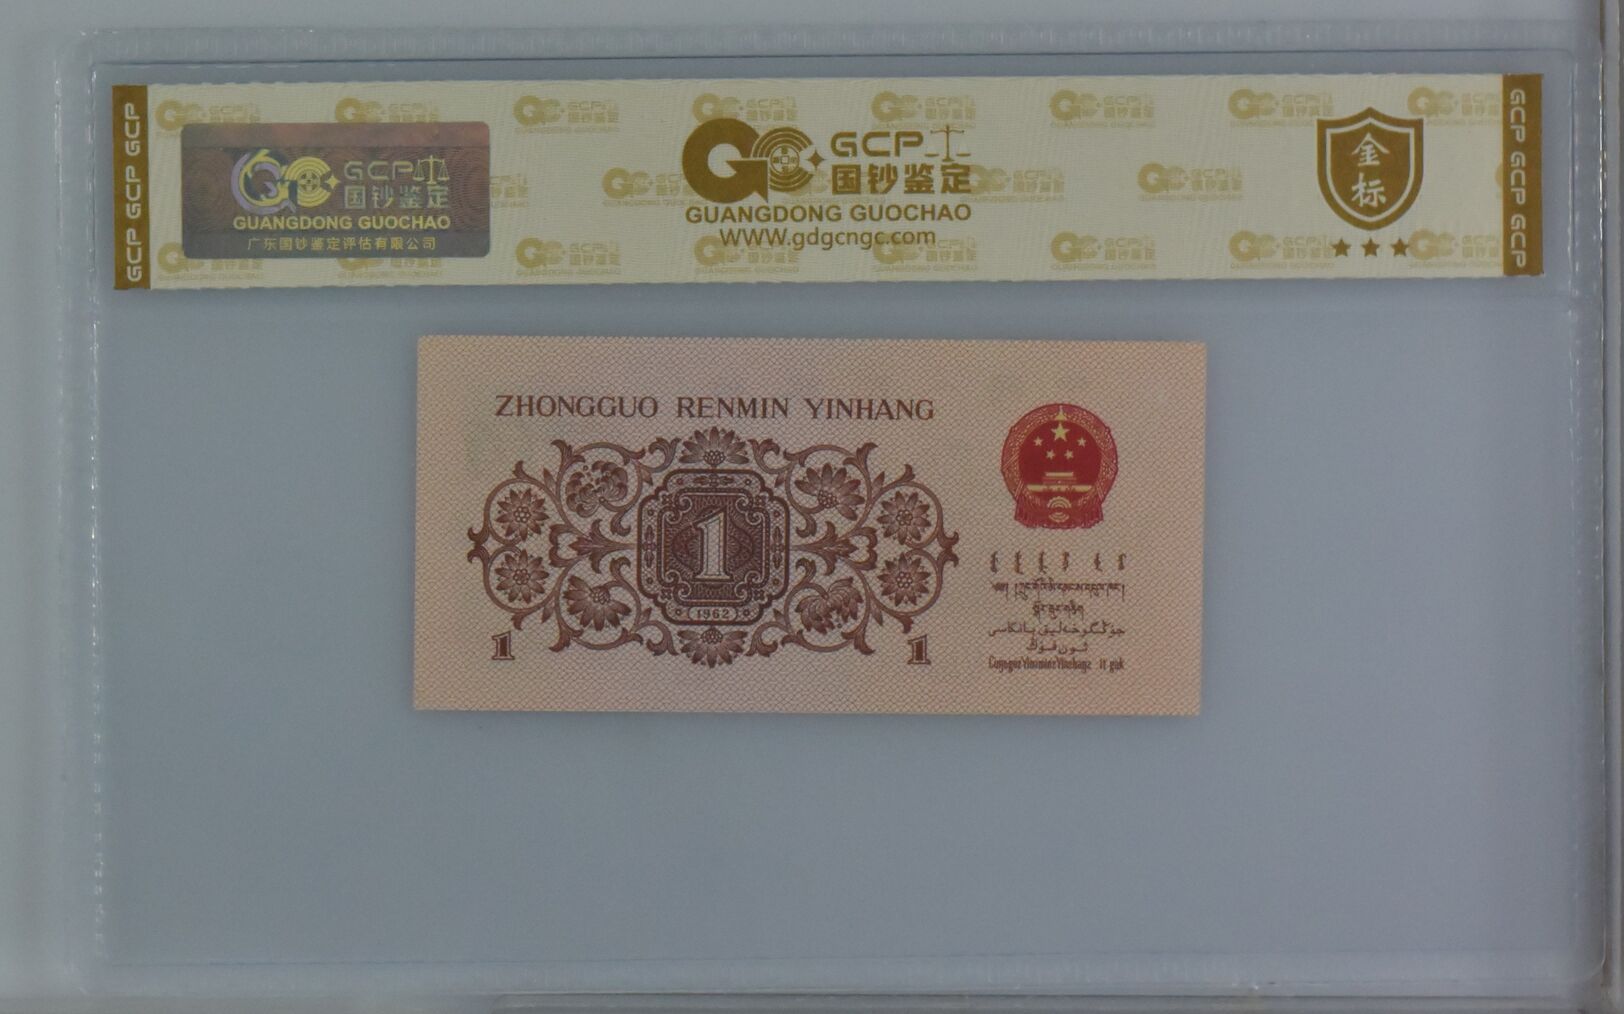 GCP GCP GCP
GCP
国钞鉴定
GUANGDONG GUOCHAO
广东国钞鉴定评估有限公司
GCP
国钞鉴定
GUANGDONG GUOCHAO
WWW.gdgcngc.com
金
标
GCP GCP GCP
ZHONGGUO RENMIN YINHANG
1
(1962)
1
1